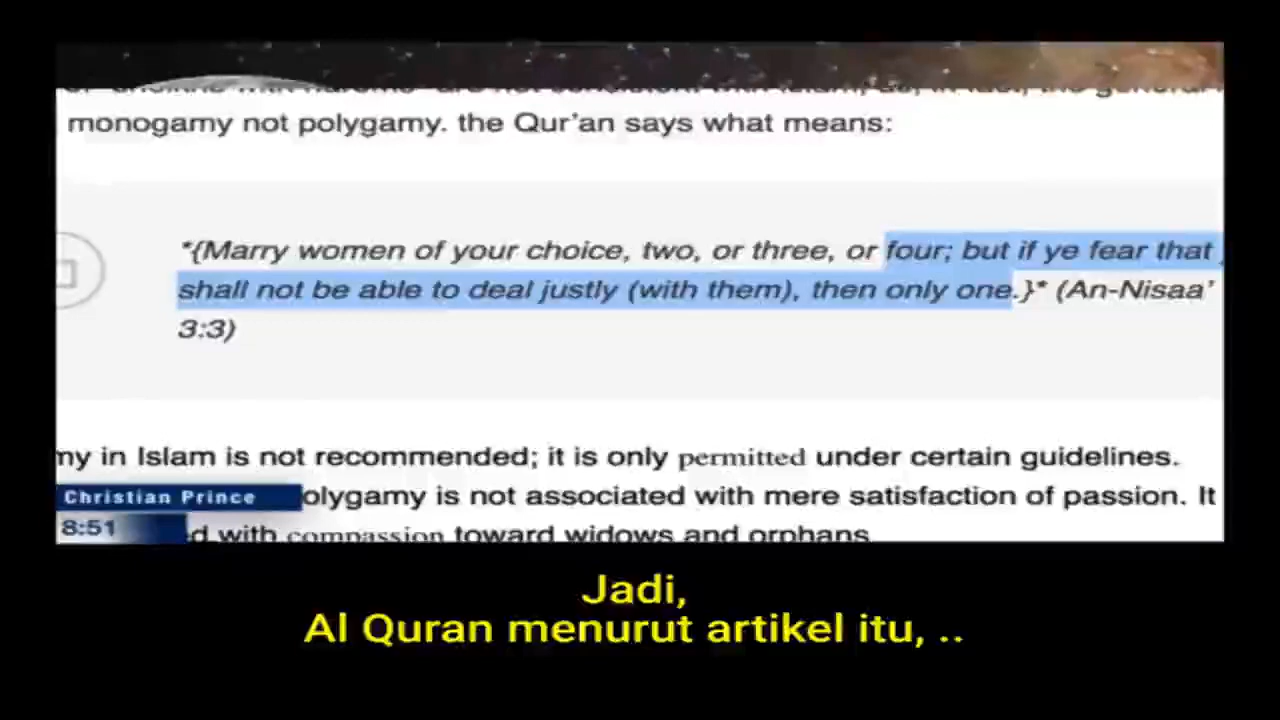 monogamy not polygamy. the Qur'an says what means:
*{Marry women of your choice, two, or three, or four; but if ye fear that
shall not be able to deal justly (with them), then only one.}* (An-Nisaa'
3:3)
my in Islam is not recommended; it is only permitted under certain guidelines.
Christian Prince
olygamy is not associated with mere satisfaction of passion. It
8:51
d with compassion toward widows and orphans
Jadi,
Al Quran menurut artikel itu, ..